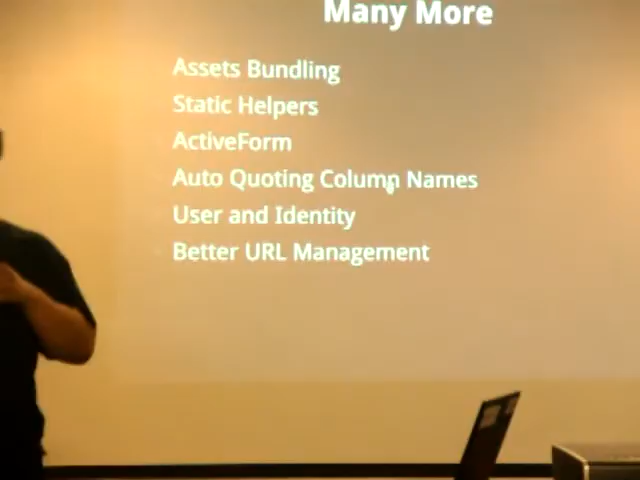 Many More
Assets Bundling
Static Helpers
ActiveForm
Auto Quoting Column Names
User and Identity
Better URL Management